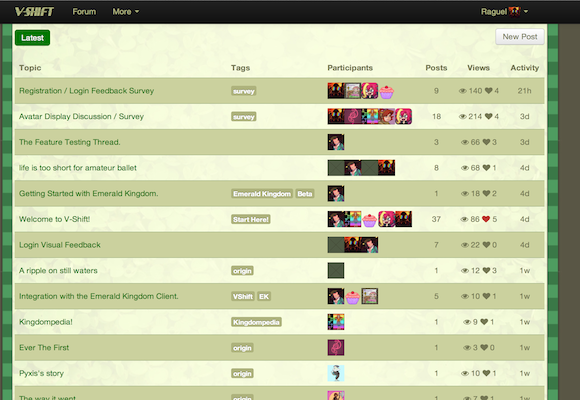 V-SHIFT Forum More Raguel
Latest New Post
Topic Tags Participants Posts Views Activity
Registration / Login Feedback Survey survey 9 140 4 21h
Avatar Display Discussion / Survey survey 18 214 4 3d
The Feature Testing Thread. 3 66 3 3d
life is too short for amateur ballet 8 68 1 4d
Getting Started with Emerald Kingdom. Emerald Kingdom Beta 1 18 2 4d
Welcome to V-Shift! Start Here! 37 86 5 4d
Login Visual Feedback 7 22 0 4d
A ripple on still waters origin 1 12 3 1w
Integration with the Emerald Kingdom Client. VShift EK 5 10 1 1w
Kingdompedia! Kingdompedia 1 9 1 1w
Ever The First origin 1 3 0 1w
Pyxis's story origin 1 10 1 1w
The way it went origin 1 7 1 1w